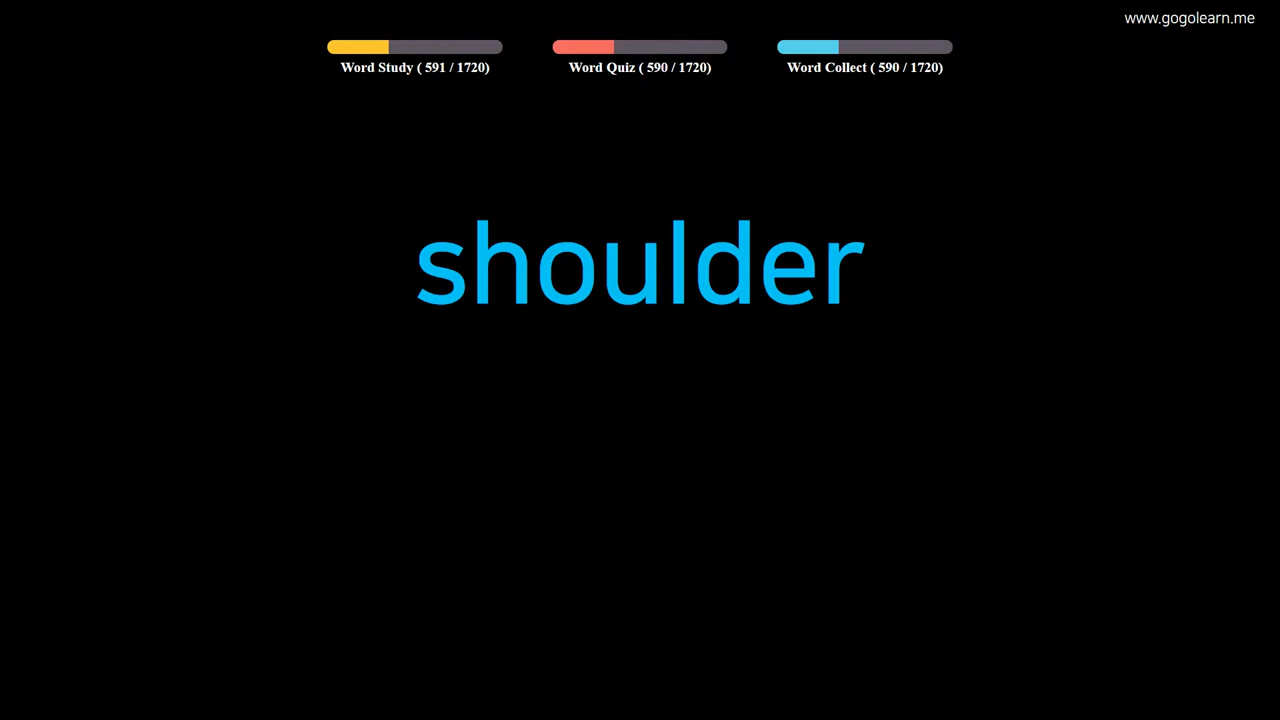 www.gogolearn.me
Word Study ( 591 / 1720)
Word Quiz ( 590 / 1720)
Word Collect ( 590 / 1720)
shoulder